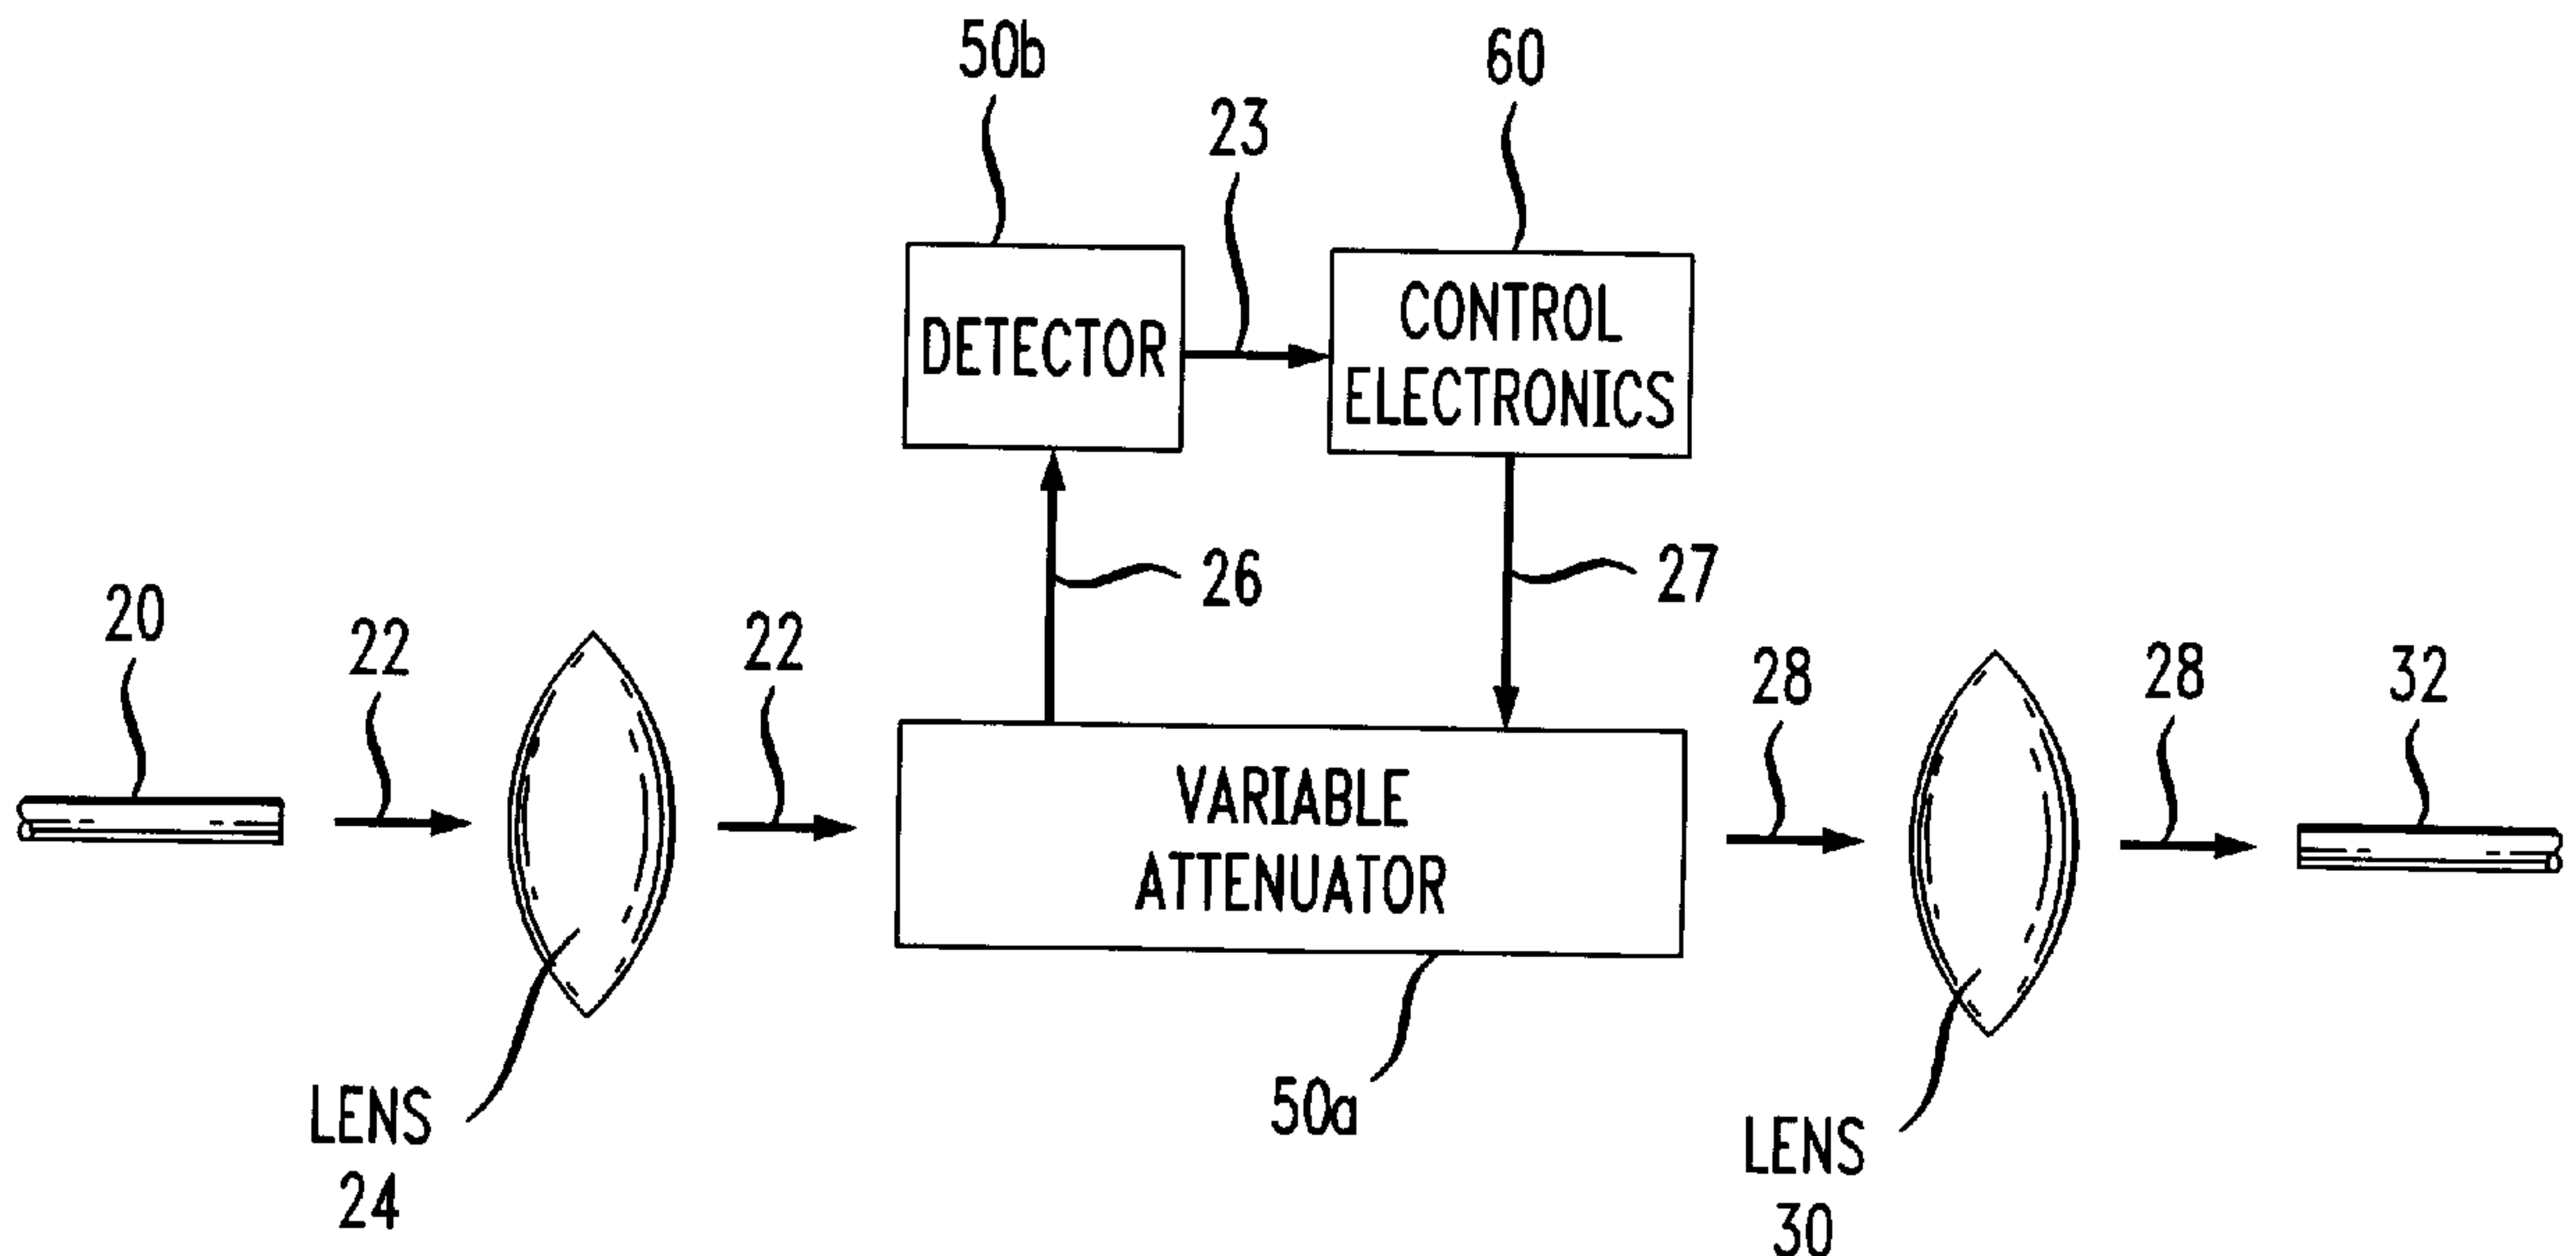 50b
60
23
DETECTOR
CONTROL
ELECTRONICS
26
27
20
22
22
28
28
32
VARIABLE
ATTENUATOR
50a
LENS
24
LENS
30